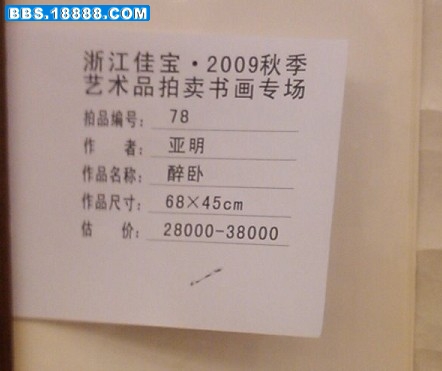 BBS.18888.COM
浙江佳宝·2009秋季
艺术品拍卖书画专场
拍品编号: 78
作 者: 亚明
作品名称: 醉卧
作品尺寸: 68×45cm
估 价: 28000-38000